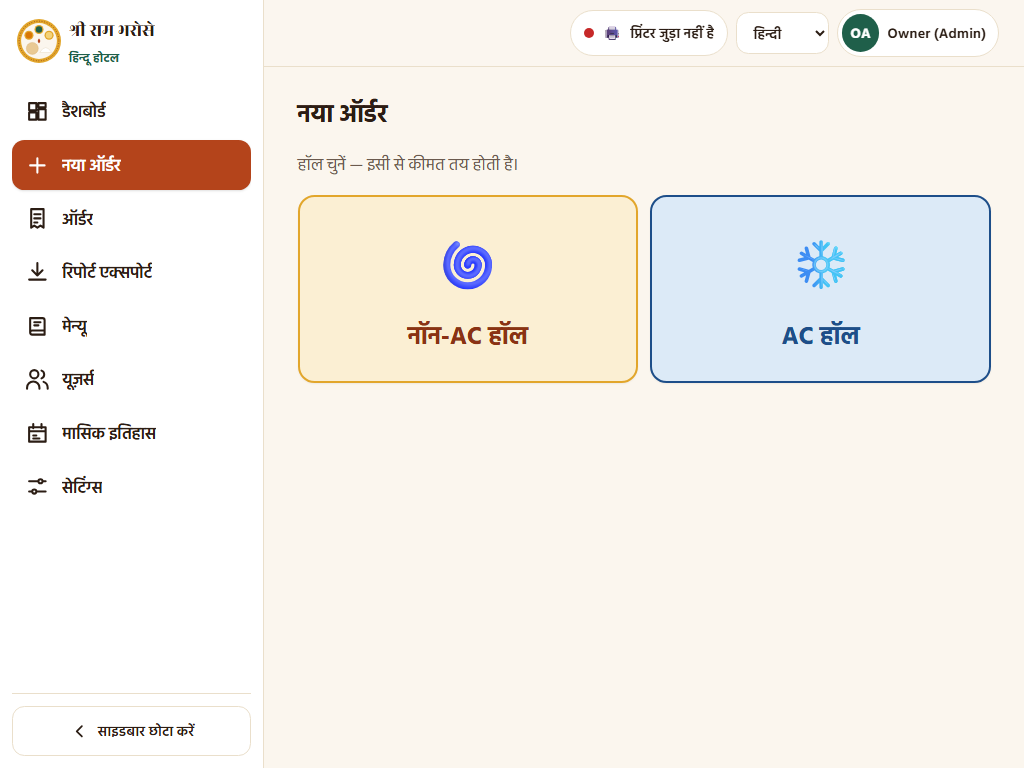 श्री राम भरोसे
हिन्दू होटल
डैशबोर्ड
नया ऑर्डर
ऑर्डर
रिपोर्ट एक्सपोर्ट
मेन्यू
यूज़र्स
मासिक इतिहास
सेटिंग्स
साइडबार छोटा करें
प्रिंटर जुड़ा नहीं है
हिन्दी
OA Owner (Admin)
नया ऑर्डर
हॉल चुनें — इसी से कीमत तय होती है।
नॉन-AC हॉल
AC हॉल